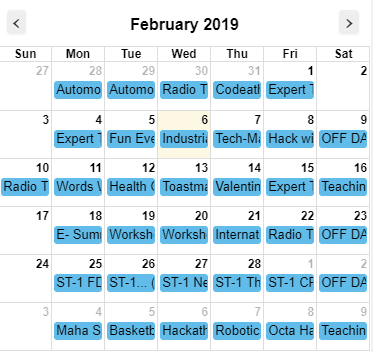 February 2019
Sun Mon Tue Wed Thu Fri Sat
27 28 29 30 31 1 2
Automo Automo Radio T Codeath Expert T
3 4 5 6 7 8 9
Expert T Fun Eve Industria Tech-Ma Hack wi OFF DA
10 11 12 13 14 15 16
Radio T Words W Health C Toastma Valentin Expert T Teachin
17 18 19 20 21 22 23
E- Sum Worksh Worksh Internat Radio T OFF DA
24 25 26 27 28 1 2
ST-1 FD ST-1... ( ST-1 Ne ST-1 Th ST-1 CF OFF DA
3 4 5 6 7 8 9
Maha S Basketb Hackath Robotic Octa Ha Teachin